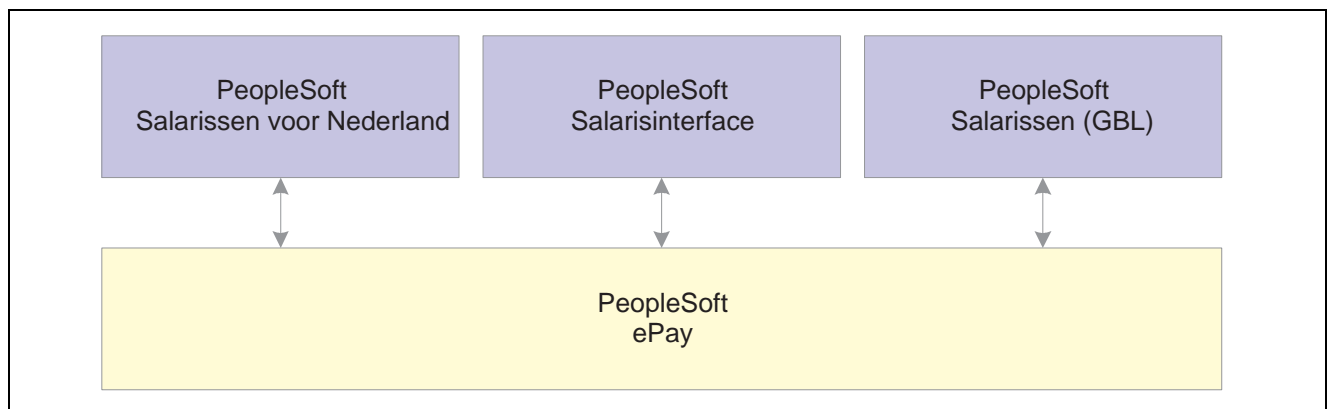 PeopleSoft
Salarissen voor Nederland
PeopleSoft
Salarisinterface
PeopleSoft
Salarissen (GBL)
PeopleSoft
ePay